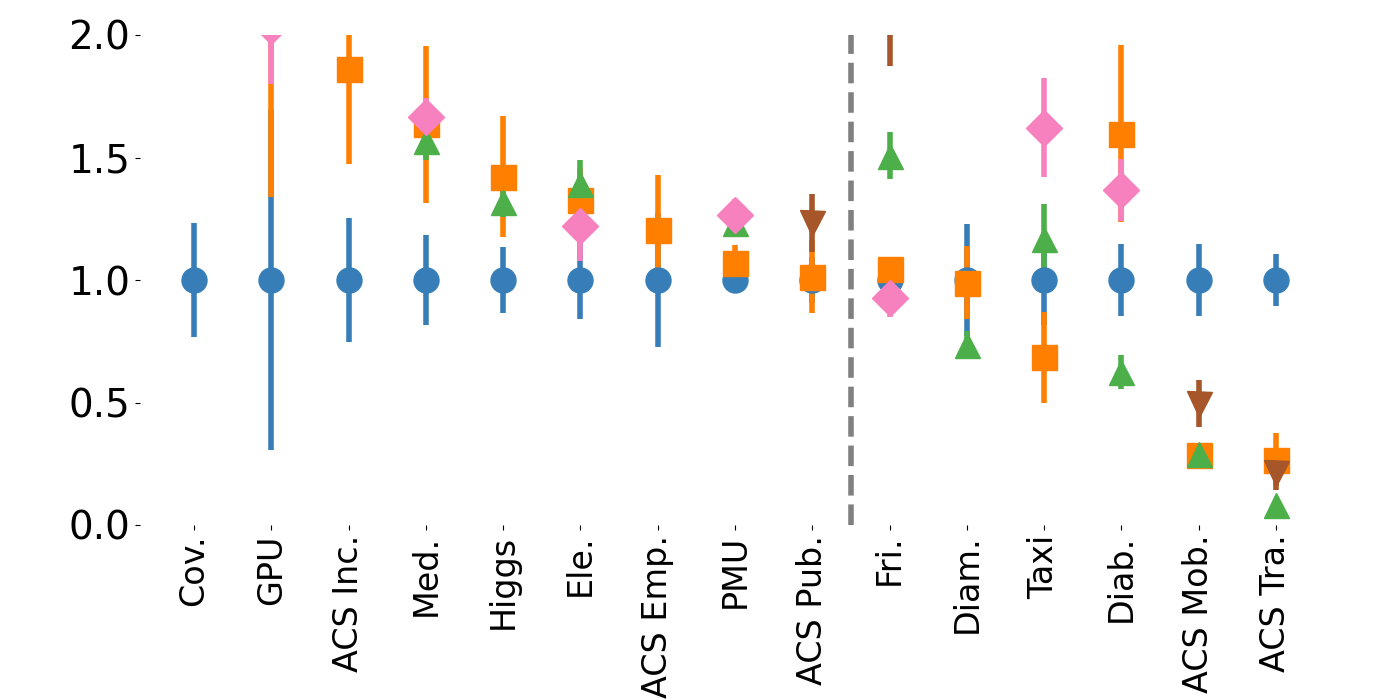 2.0
1.5
1.0
0.5
0.0
Cov.
GPU
ACS Inc.
Med.
Higgs
Ele.
ACS Emp.
PMU
ACS Pub.
Fri.
Diam.
Taxi
Diab.
ACS Mob.
ACS Tra.